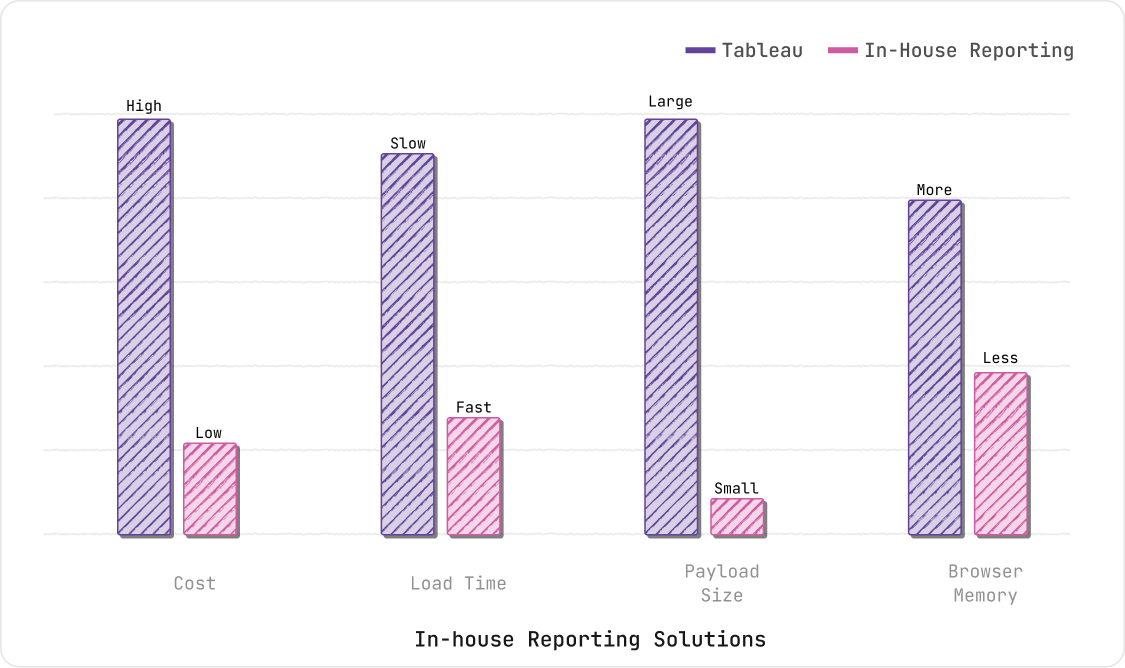 Tableau
In-House Reporting
High
Low
Slow
Fast
Large
Small
More
Less
Cost
Load Time
Payload
Size
Browser
Memory
In-house Reporting Solutions